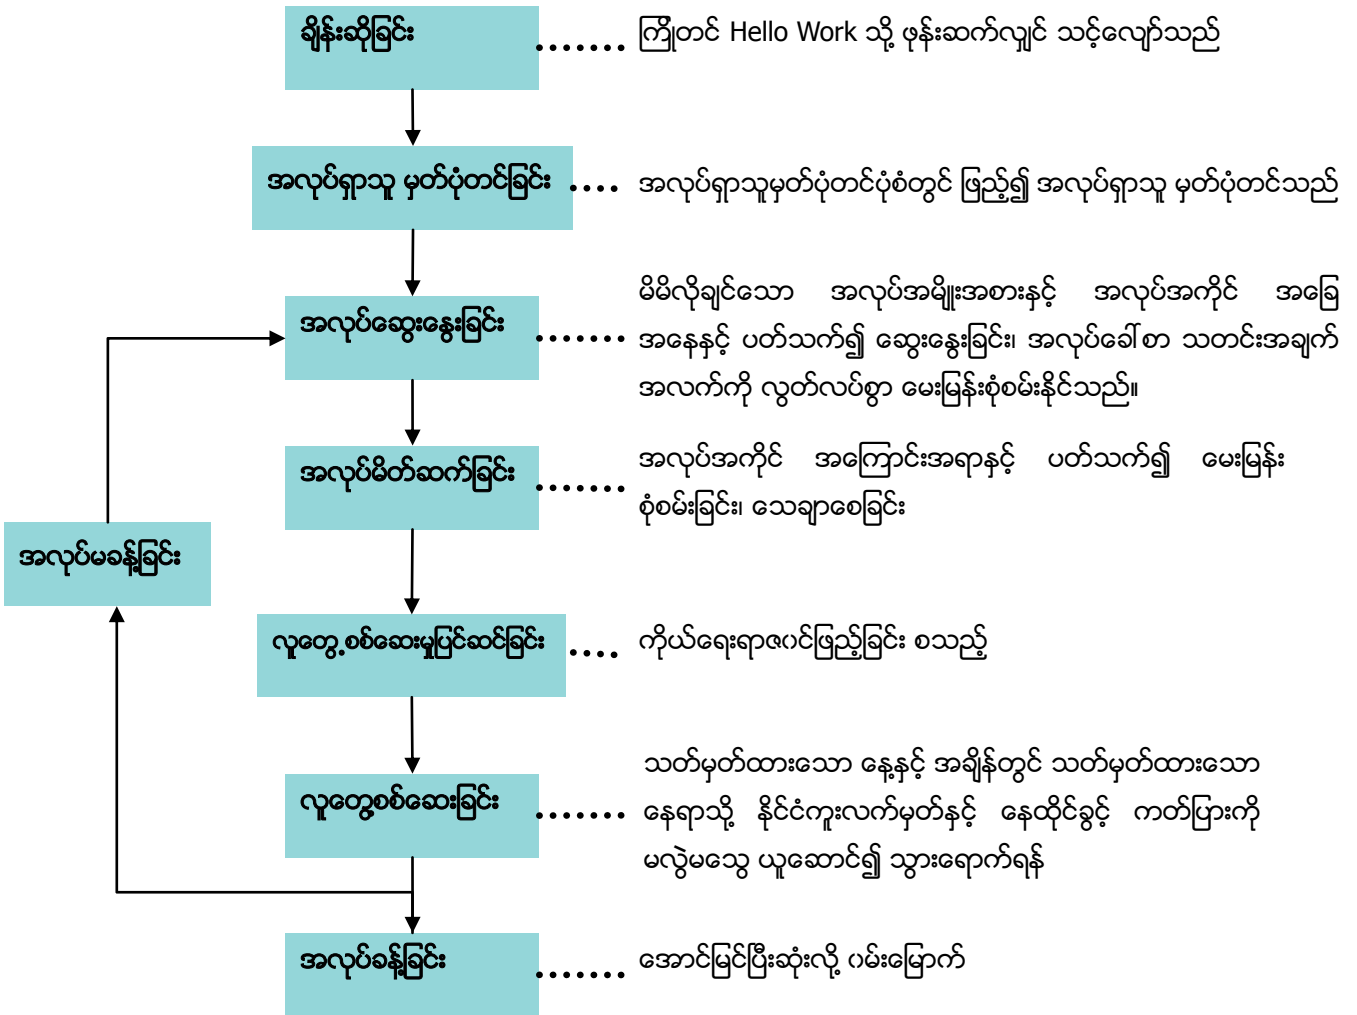 ချိန်းဆိုခြင်း
ကြိုတင် Hello Work သို့ ဖုန်းဆက်လျှင် သင့်လျော်သည်
အလုပ်ရှာသူ မှတ်ပုံတင်ခြင်း
အလုပ်ရှာသူမှတ်ပုံတင်ပုံစံတွင် ဖြည့်၍ အလုပ်ရှာသူ မှတ်ပုံတင်သည်
အလုပ်ဆွေးနွေးခြင်း
မိမိလိုချင်သော အလုပ်အမျိုးအစားနှင့် အလုပ်အကိုင် အခြေ
အနေနှင့် ပတ်သက်၍ ဆွေးနွေးခြင်း၊ အလုပ်ခေါ်စာ သတင်းအချက်
အလက်ကို လွတ်လပ်စွာ မေးမြန်းစုံစမ်းနိုင်သည်။
အလုပ်မိတ်ဆက်ခြင်း
အလုပ်အကိုင် အကြောင်းအရာနှင့် ပတ်သက်၍ မေးမြန်း
စုံစမ်းခြင်း၊ သေချာစေခြင်း
အလုပ်မခန့်ခြင်း
လူတွေ့စစ်ဆေးမှုပြင်ဆင်ခြင်း
ကိုယ်ရေးရာဇဝင်ဖြည့်ခြင်း စသည့်
လူတွေ့စစ်ဆေးခြင်း
သတ်မှတ်ထားသော နေ့နှင့် အချိန်တွင် သတ်မှတ်ထားသော
နေရာသို့ နိုင်ငံကူးလက်မှတ်နှင့် နေထိုင်ခွင့် ကတ်ပြားကို
မလွဲမသွေ ယူဆောင်၍ သွားရောက်ရန်
အလုပ်ခန့်ခြင်း
အောင်မြင်ပြီးဆုံးလို့ ဝမ်းမြောက်